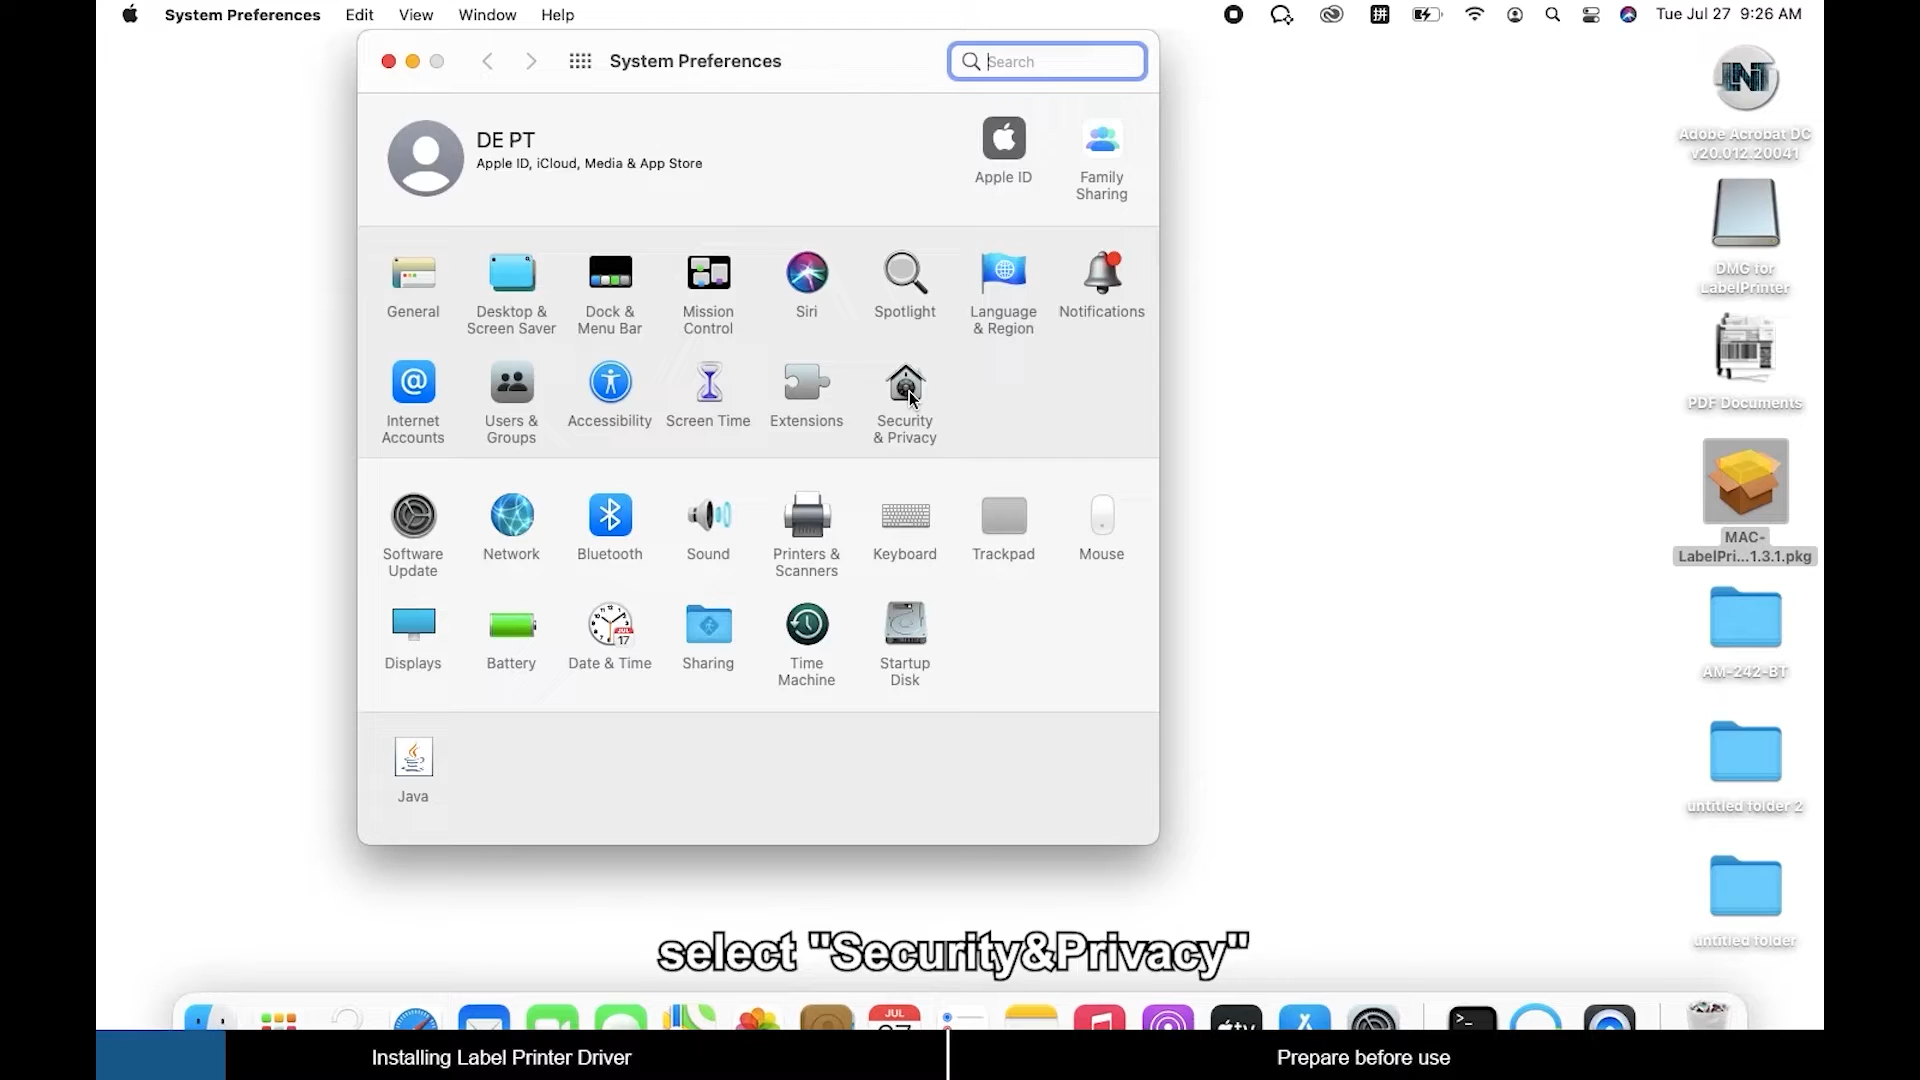 System Preferences Edit View Window Help
Tue Jul 27 9:26 AM
System Preferences
Search
DE PT
Apple ID, iCloud, Media & App Store
Apple ID
Family
Sharing
General
Desktop &
Screen Saver
Dock &
Menu Bar
Mission
Control
Siri
Spotlight
Language
& Region
Notifications
Internet
Accounts
Users &
Groups
Accessibility
Screen Time
Extensions
Security
& Privacy
Software
Update
Network
Bluetooth
Sound
Printers &
Scanners
Keyboard
Trackpad
Mouse
Displays
Battery
JUL
17
Date & Time
Sharing
Time
Machine
Startup
Disk
Java
Adobe Acrobat DC
v20.012.20041
DMG for
LabelPrinter
PDF Documents
MAC-
LabelPri...1.3.1.pkg
AM-242-BT
untitled folder 2
untitled folder
select "Security&Privacy"
JUL
Installing Label Printer Driver
Prepare before use